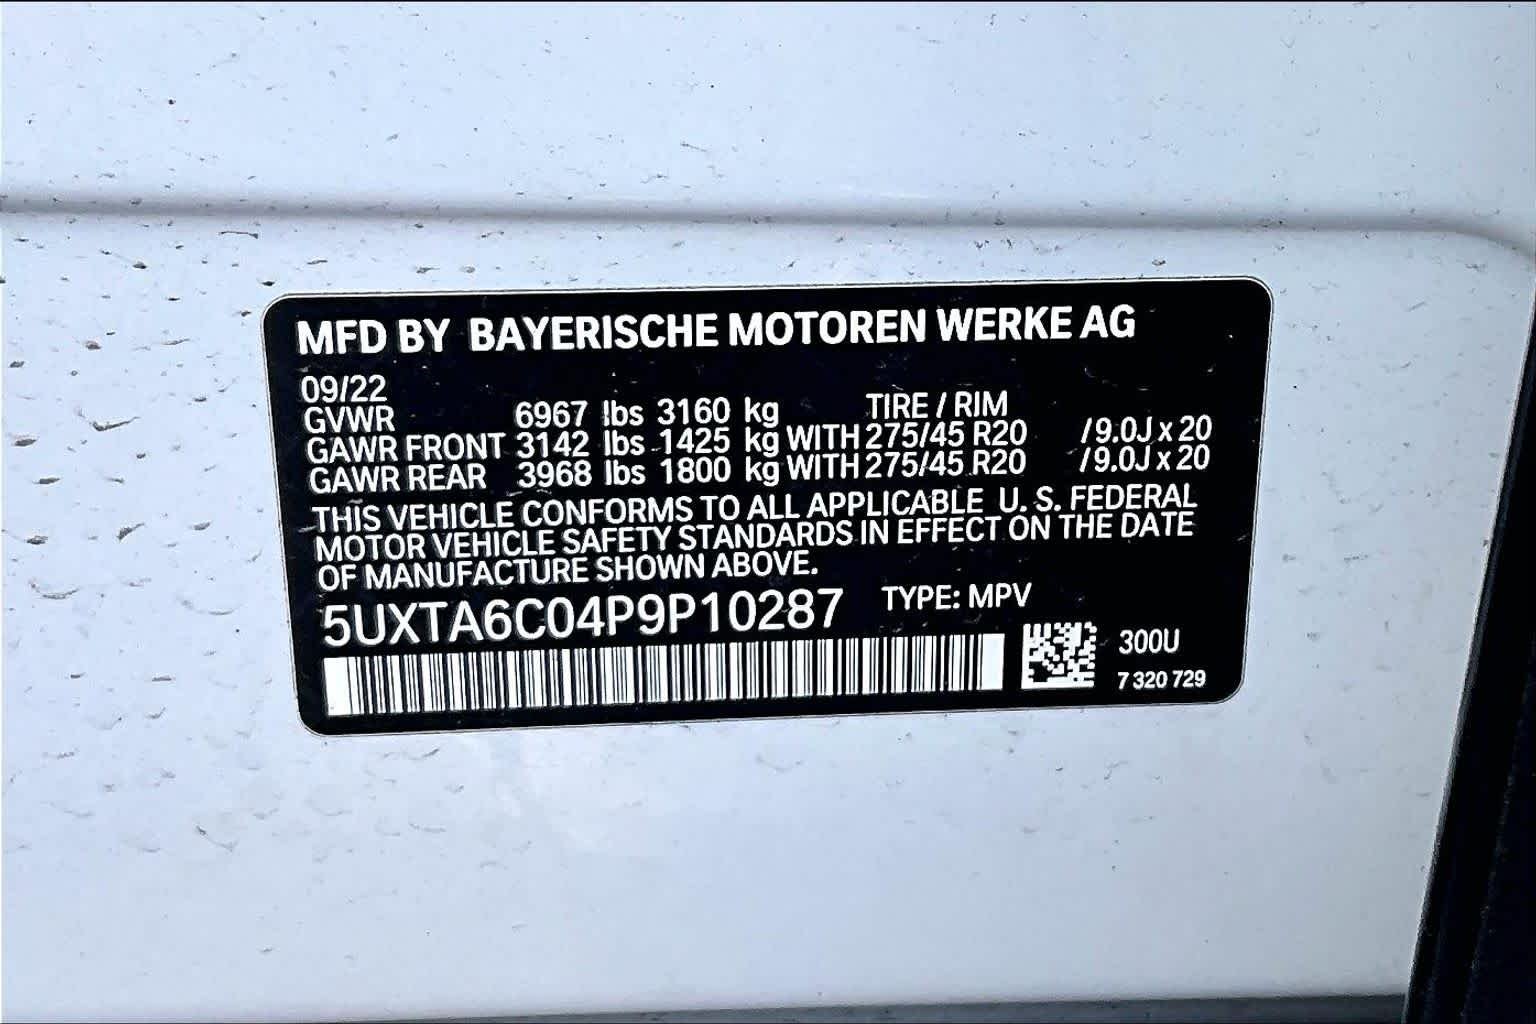 MFD BY BAYERISCHE MOTOREN WERKE AG
09/22
GVWR 6967 lbs 3160 kg TIRE / RIM
GAWR FRONT 3142 lbs 1425 kg WITH 275/45 R20 /9.0J x 20
GAWR REAR 3968 lbs 1800 kg WITH 275/45 R20 /9.0J x 20
THIS VEHICLE CONFORMS TO ALL APPLICABLE U. S. FEDERAL
MOTOR VEHICLE SAFETY STANDARDS IN EFFECT ON THE DATE
OF MANUFACTURE SHOWN ABOVE.
5UXTA6C04P9P10287 TYPE: MPV
300U
7 320 729